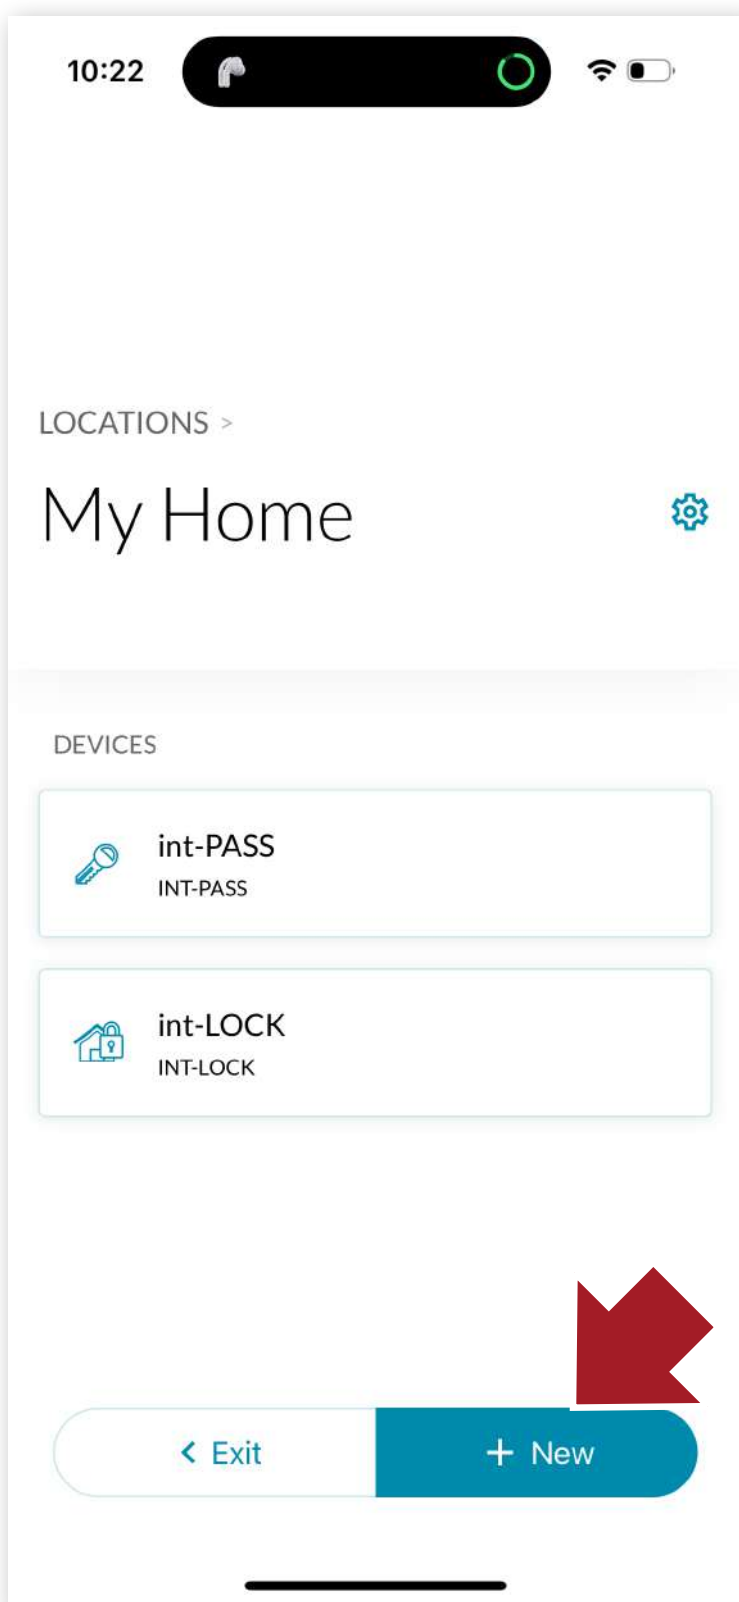 10:22
LOCATIONS >
My Home
DEVICES
int-PASS
INT-PASS
int-LOCK
INT-LOCK
< Exit
+ New